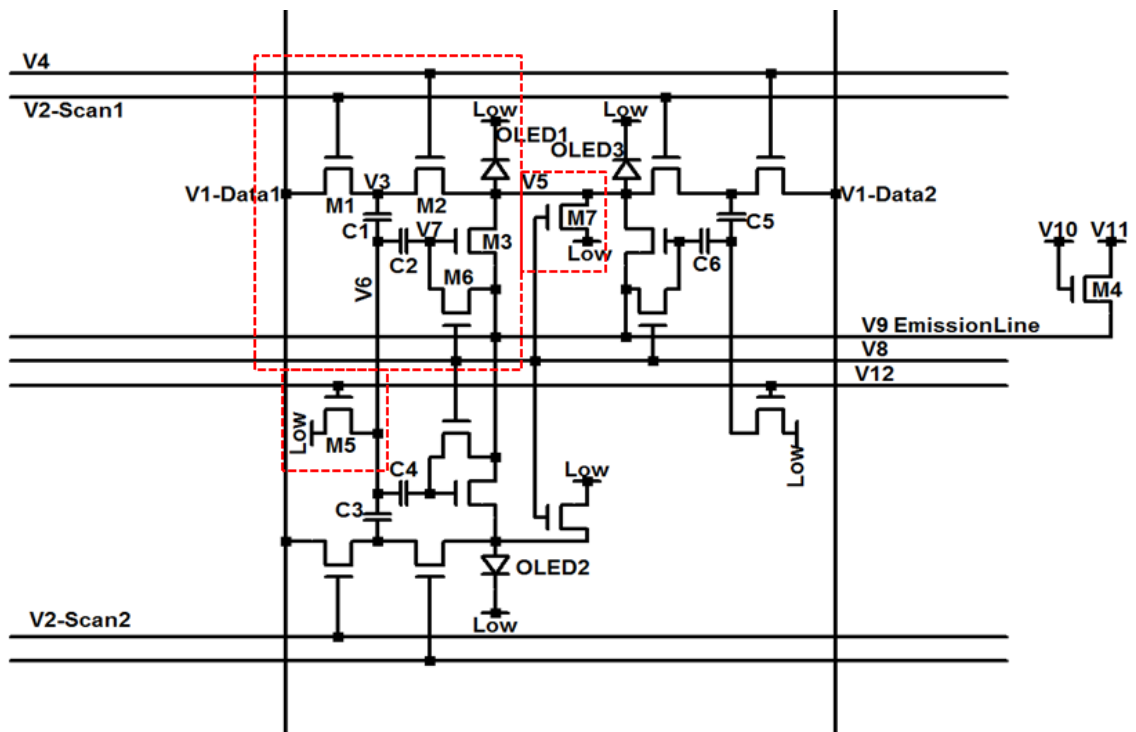 V4
V2-Scan1
Low
Low
OLED1
OLED3
V1-Data1
V3
V5
V1-Data2
M1
M2
M7
C1
V7
M3
C5
V10
V11
C2
Low
C6
M6
V6
M4
V9 EmissionLine
V8
V12
Low
M5
C4
Low
Low
C3
OLED2
V2-Scan2
Low